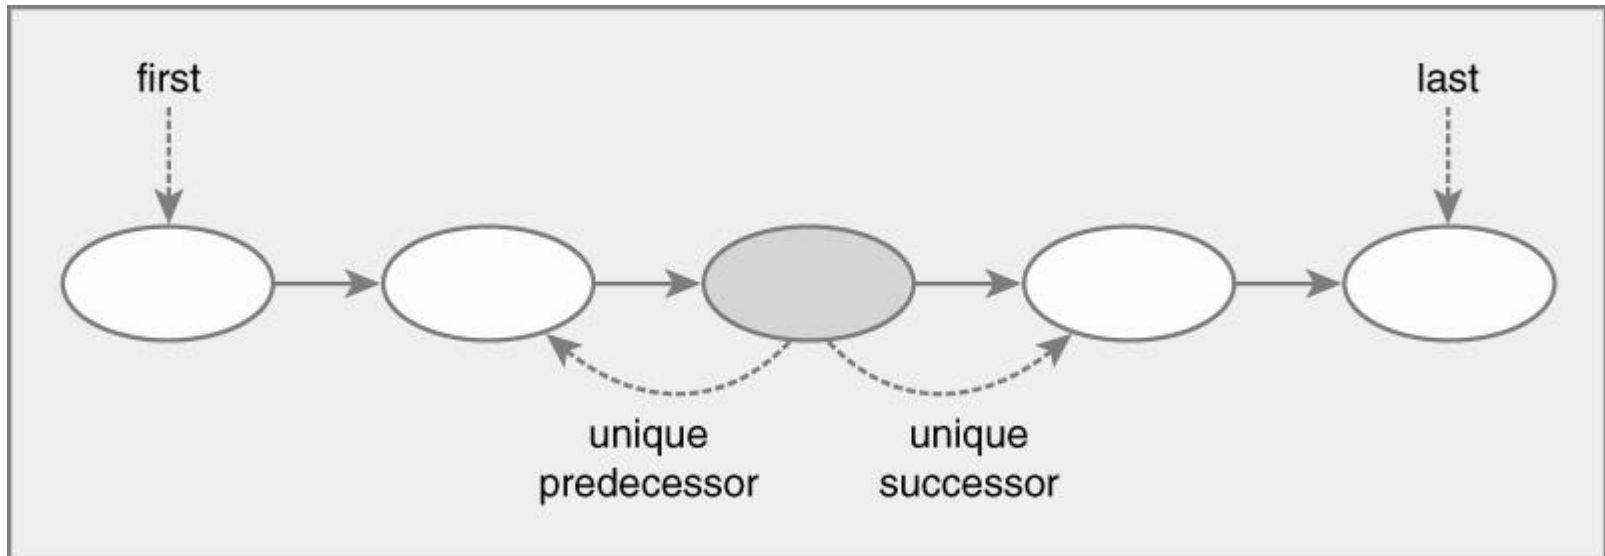 first
last
unique
predecessor
unique
successor